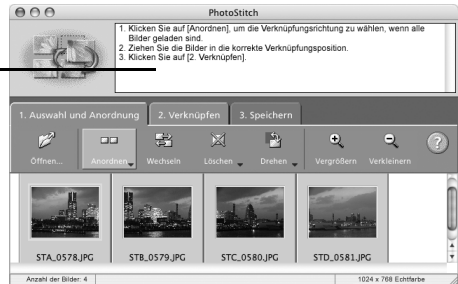 PhotoStitch
1. Klicken Sie auf [Anordnen], um die Verknüpfungsrichtung zu wählen, wenn alle
Bilder geladen sind.
2. Ziehen Sie die Bilder in die korrekte Verknüpfungsposition.
3. Klicken Sie auf [2. Verknüpfen].
1. Auswahl und Anordnung 2. Verknüpfen 3. Speichern
Öffnen... Anordnen Wechseln Löschen Drehen Vergrößern Verkleinern ?
STA_0578.JPG STB_0579.JPG STC_0580.JPG STD_0581.JPG
Anzahl der Bilder: 4 1024 x 768 Echtfarbe